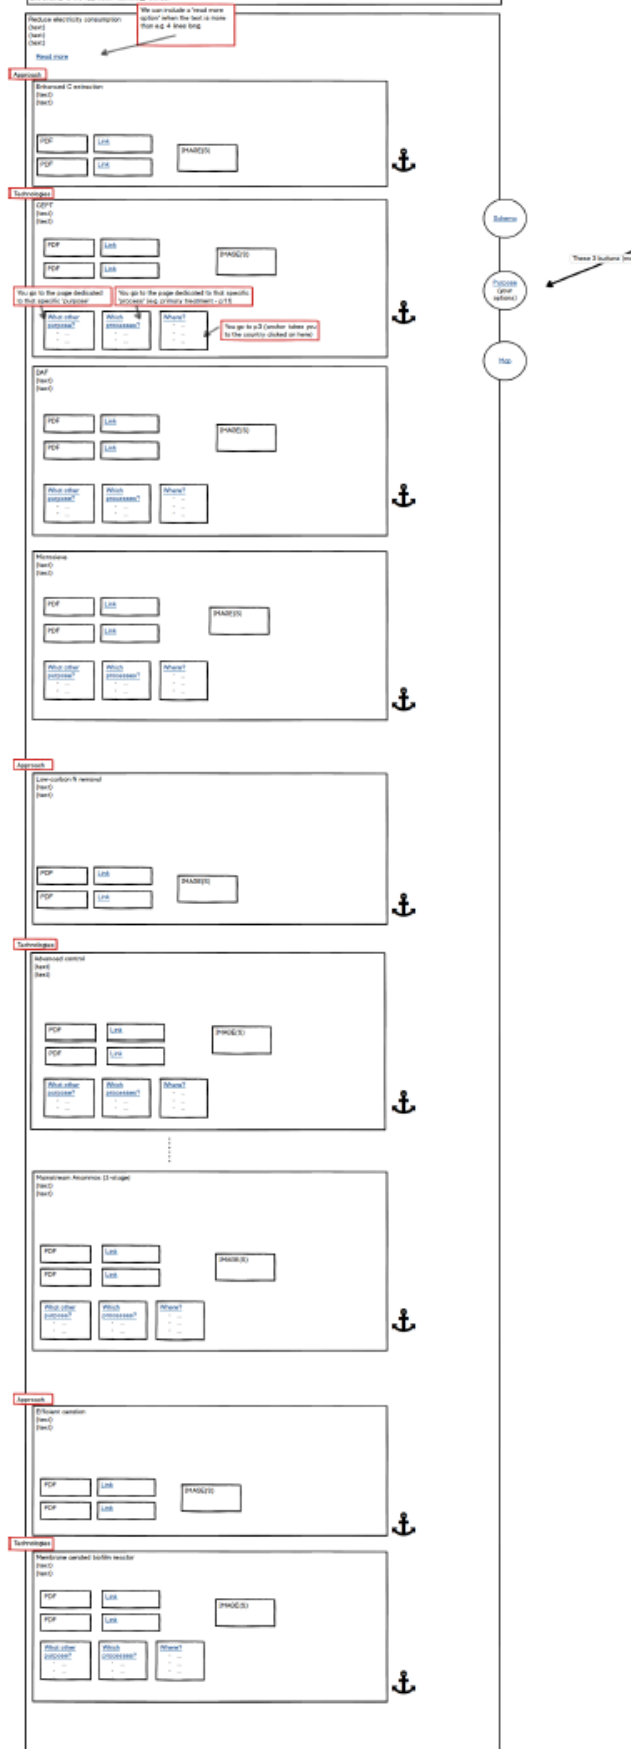 Reduce electricity consumption
(text)
(text)
(text)
Read more
We can include a 'read more
option' when the text is more
than e.g. 4 lines long
Approach
Enhanced C extraction
(text)
(text)
PDF
Link
PDF
Link
IMAGE(S)
Technologies
CEPT
(text)
(text)
PDF
Link
PDF
Link
IMAGE(S)
You go to the page dedicated
to that specific 'purpose'
You go to the page dedicated to that specific
'process' (e.g. primary treatment - p11)
What other
purpose?
Which
processes?
Where?
You go to p.3 (anchor takes you
to the country clicked on here)
Schema
Purpose
(your
options)
Map
These 3 buttons
DAF
(text)
(text)
PDF
Link
PDF
Link
IMAGE(S)
What other
purpose?
Which
processes?
Where?
Microsieve
(text)
(text)
PDF
Link
PDF
Link
IMAGE(S)
What other
purpose?
Which
processes?
Where?
Approach
Low-carbon N removal
(text)
(text)
PDF
Link
PDF
Link
IMAGE(S)
Technologies
Advanced control
(text)
(text)
PDF
Link
PDF
Link
IMAGE(S)
What other
purpose?
Which
processes?
Where?
Mainstream Anammox (2-stage)
(text)
(text)
PDF
Link
PDF
Link
IMAGE(S)
What other
purpose?
Which
processes?
Where?
Approach
Efficient aeration
(text)
(text)
PDF
Link
PDF
Link
IMAGE(S)
Technologies
Membrane aerated biofilm reactor
(text)
(text)
PDF
Link
PDF
Link
IMAGE(S)
What other
purpose?
Which
processes?
Where?